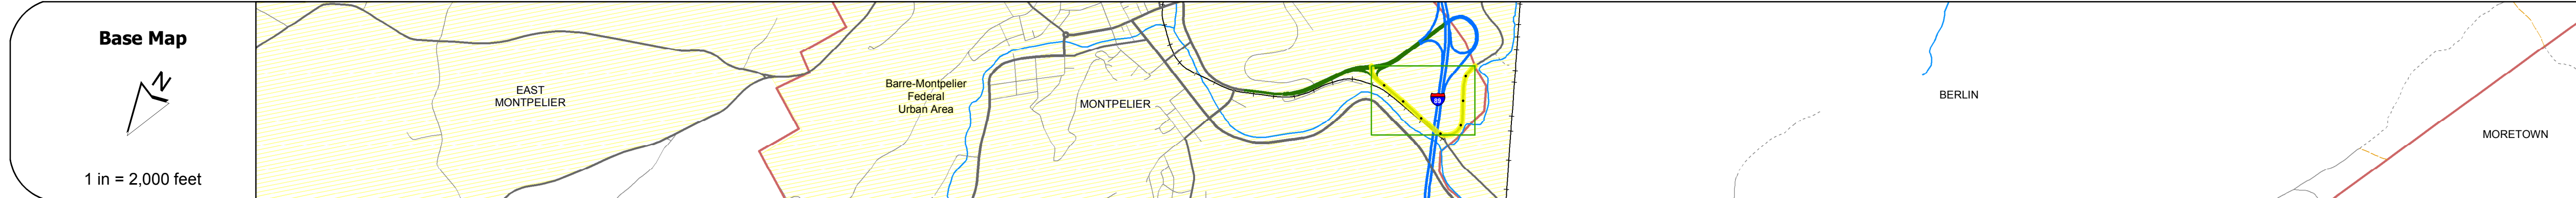 Base Map
N
1 in = 2,000 feet
EAST
MONTPELIER
Barre-Montpelier
Federal
Urban Area
MONTPELIER
89
BERLIN
MORETOWN